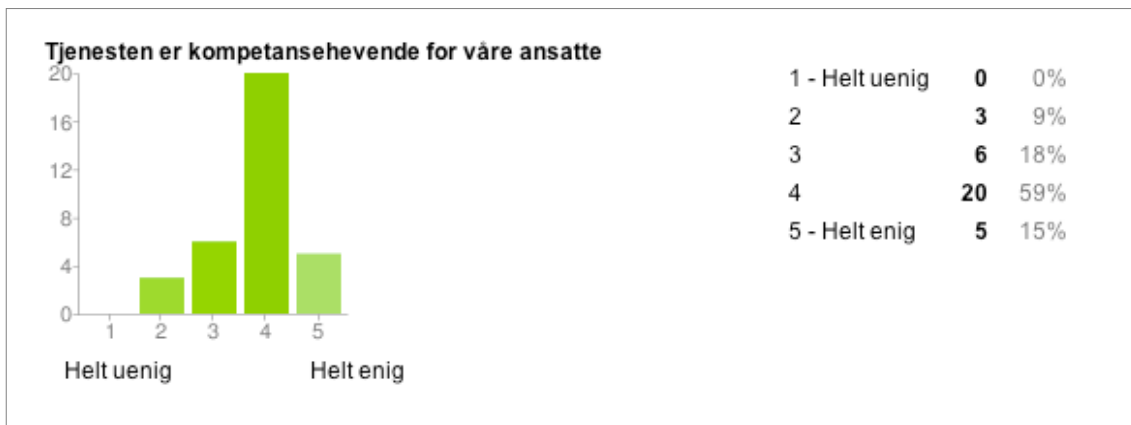 Tjenesten er kompetansehevende for våre ansatte
20
16
12
8
4
0
1 2 3 4 5
Helt uenig Helt enig
1 - Helt uenig 0 0%
2 3 9%
3 6 18%
4 20 59%
5 - Helt enig 5 15%